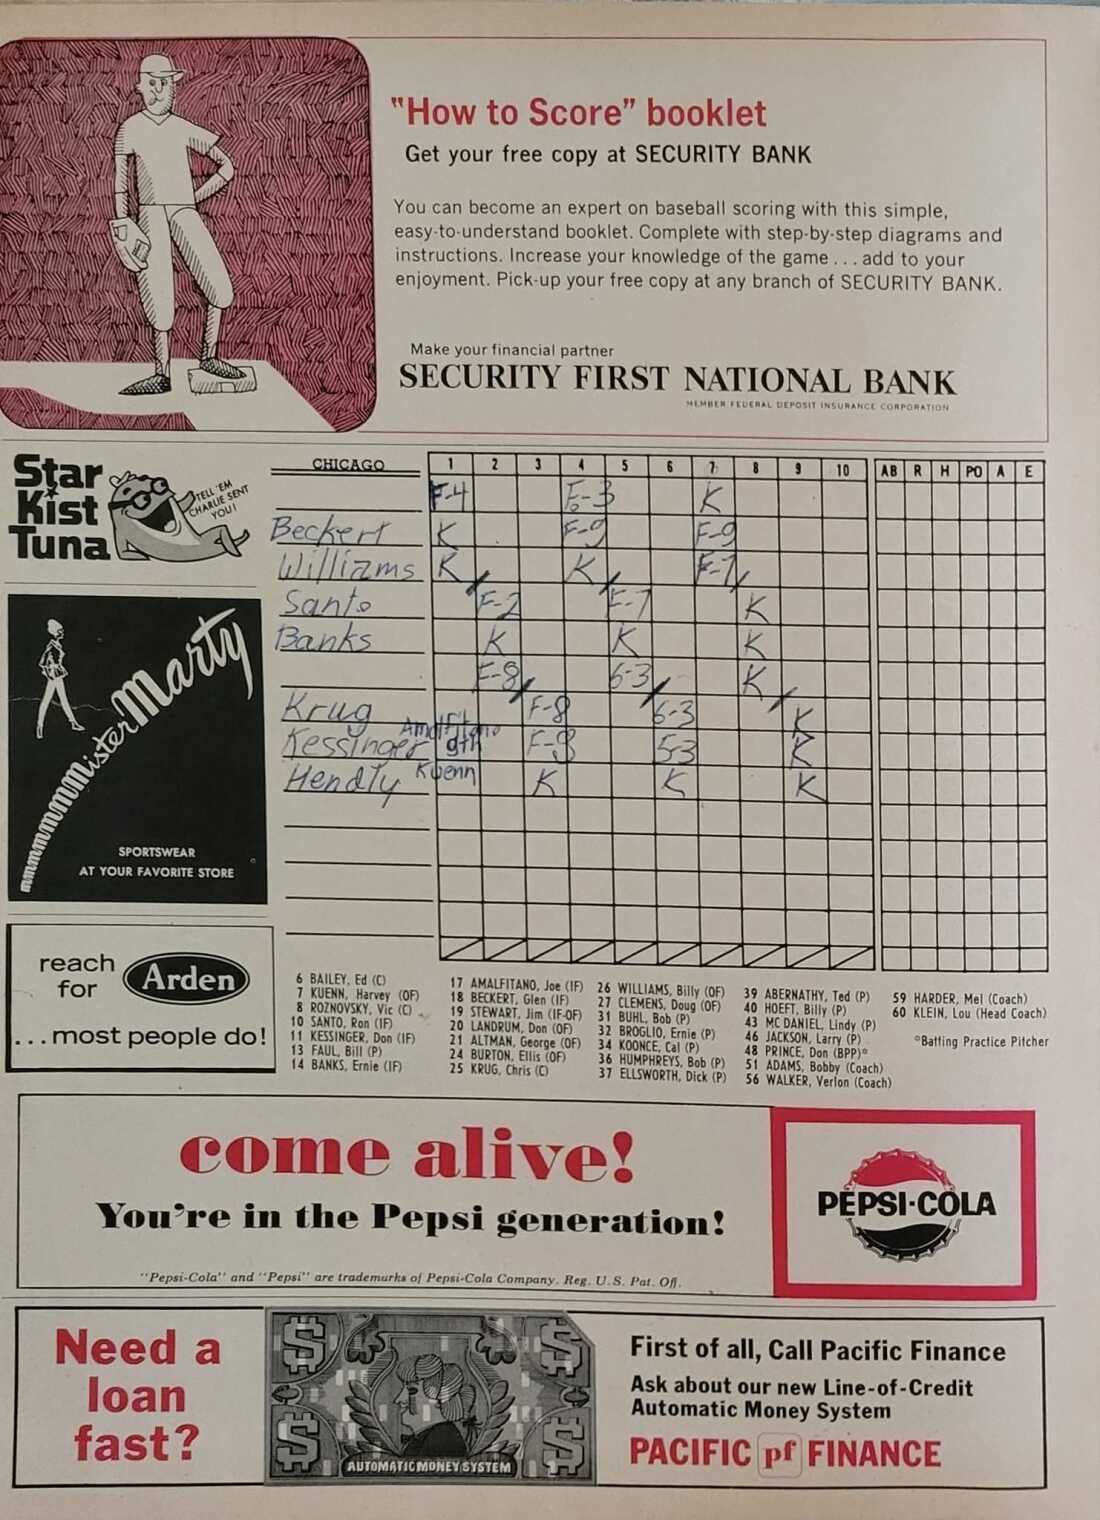 "How to Score" booklet
Get your free copy at SECURITY BANK
You can become an expert on baseball scoring with this simple,
easy-to-understand booklet. Complete with step-by-step diagrams and
instructions. Increase your knowledge of the game . . . add to your
enjoyment. Pick-up your free copy at any branch of SECURITY BANK.
Make your financial partner
SECURITY FIRST NATIONAL BANK
MEMBER FEDERAL DEPOSIT INSURANCE CORPORATION
Star
Kist
Tuna
TELL 'EM
CHARLIE SENT
YOU!
mmmmmmmister Marty
SPORTSWEAR
AT YOUR FAVORITE STORE
reach
for
Arden
...most people do!
CHICAGO 1 2 3 4 5 6 7 8 9 10 AB R H PO A E
F-4 F-3 K
Beckert K F-9 F-9
Williams K K F-7
Santo F-2 F-7 K
Banks K K K
F-8 6-3 K
Krug F-8 6-3 K
Amalfitano
Kessinger 9th F-8 5-3 K
Hendly Kuenn K K K
6 BAILEY, Ed (C)
7 KUENN, Harvey (OF)
8 ROZNOVSKY, Vic (C)
10 SANTO, Ron (IF)
11 KESSINGER, Don (IF)
13 FAUL, Bill (P)
14 BANKS, Ernie (IF)
17 AMALFITANO, Joe (IF)
18 BECKERT, Glen (IF)
19 STEWART, Jim (IF-OF)
20 LANDRUM, Don (OF)
21 ALTMAN, George (OF)
24 BURTON, Ellis (OF)
25 KRUG, Chris (C)
26 WILLIAMS, Billy (OF)
27 CLEMENS, Doug (OF)
31 BUHL, Bob (P)
32 BROGLIO, Ernie (P)
34 KOONCE, Cal (P)
36 HUMPHREYS, Bob (P)
37 ELLSWORTH, Dick (P)
39 ABERNATHY, Ted (P)
40 HOEFT, Billy (P)
43 MC DANIEL, Lindy (P)
46 JACKSON, Larry (P)
48 PRINCE, Don (BPP)*
51 ADAMS, Bobby (Coach)
56 WALKER, Verlon (Coach)
59 HARDER, Mel (Coach)
60 KLEIN, Lou (Head Coach)
*Batting Practice Pitcher
come alive!
You're in the Pepsi generation!
"Pepsi-Cola" and "Pepsi" are trademarks of Pepsi-Cola Company. Reg. U.S. Pat. Off.
PEPSI-COLA
Need a
loan
fast?
AUTOMATIC MONEY SYSTEM
First of all, Call Pacific Finance
Ask about our new Line-of-Credit
Automatic Money System
PACIFIC pf FINANCE